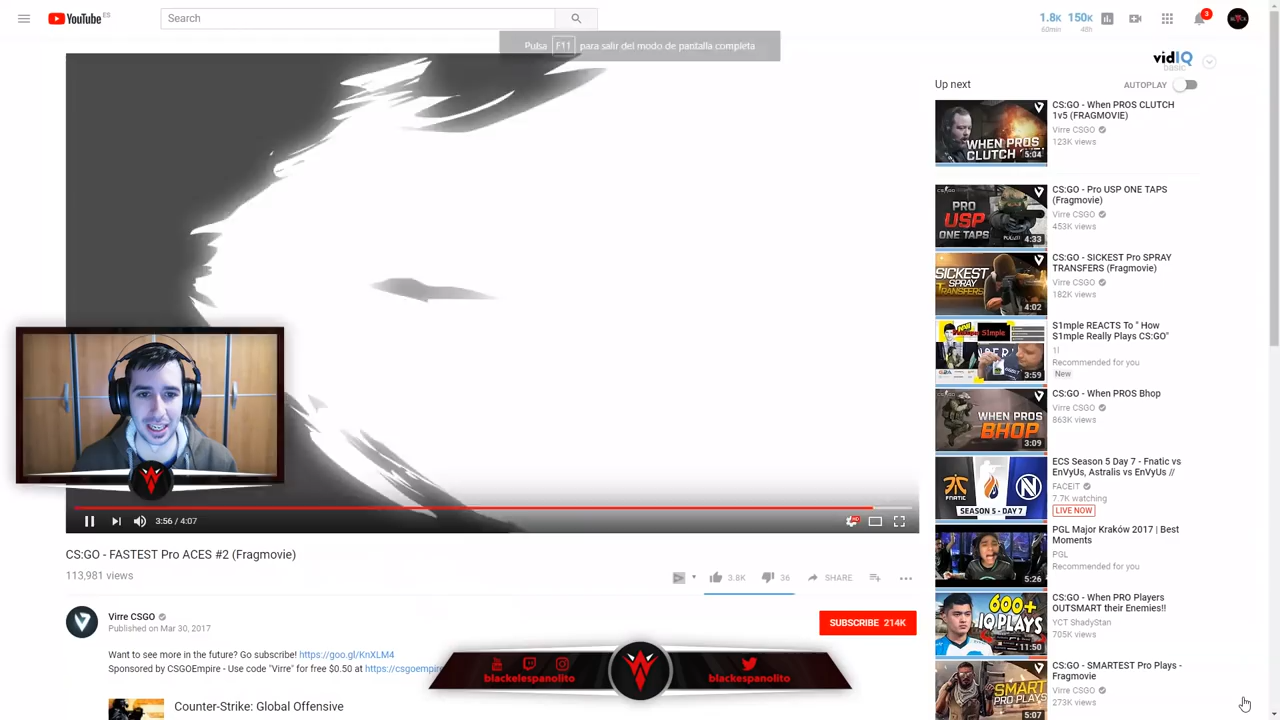 YouTube ES
Search
1.8K 60min
150K 48h
3
Pulsa F11 para salir del modo de pantalla completa
vidIQ
basic
Up next
AUTOPLAY
WHEN PROS
CLUTCH
5:04
CS:GO - When PROS CLUTCH
1v5 (FRAGMOVIE)
Virre CSGO
123K views
PRO
USP
ONE TAPS
4:33
CS:GO - Pro USP ONE TAPS
(Fragmovie)
Virre CSGO
453K views
SICKEST
SPRAY
TRANSFERS
4:02
CS:GO - SICKEST Pro SPRAY
TRANSFERS (Fragmovie)
Virre CSGO
182K views
3:59
S1mple REACTS To " How
S1mple Really Plays CS:GO"
1l
Recommended for you
New
WHEN PROS
BHOP
3:09
CS:GO - When PROS Bhop
Virre CSGO
863K views
FNATIC
SEASON 5 - DAY 7
ECS Season 5 Day 7 - Fnatic vs
EnVyUs, Astralis vs EnVyUs //
FACEIT
7.7K watching
LIVE NOW
5:26
PGL Major Kraków 2017 | Best
Moments
PGL
Recommended for you
600+
IQ PLAYS
11:50
CS:GO - When PRO Players
OUTSMART their Enemies!!
YCT ShadyStan
705K views
SMART
PRO PLAYS
5:07
CS:GO - SMARTEST Pro Plays -
Fragmovie
Virre CSGO
273K views
3:56 / 4:07
HD
CS:GO - FASTEST Pro ACES #2 (Fragmovie)
113,981 views
3.8K
36
SHARE
Virre CSGO
Published on Mar 30, 2017
SUBSCRIBE 214K
Want to see more in the future? Go subscribe! https://goo.gl/KnXLM4
Sponsored by CSGOEmpire - Use code "Virre" for free $0.50 at https://csgoempir
blackelespanolito
blackespanolito
Counter-Strike: Global Offensi